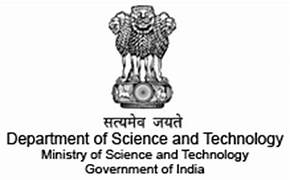 सत्यमेव जयते
Department of Science and Technology
Ministry of Science and Technology
Government of India